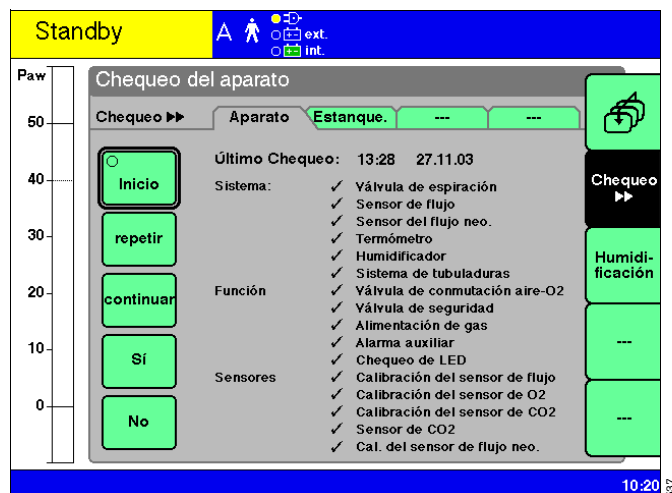 Standby
A
ext.
int.
Paw
50
40
30
20
10
0
Chequeo del aparato
Chequeo ▶▶
Aparato
Estanque.
---
---
Último Chequeo: 13:28 27.11.03
Inicio
repetir
continuar
Sí
No
Sistema: ✓ Válvula de espiración
✓ Sensor de flujo
✓ Sensor del flujo neo.
✓ Termómetro
✓ Humidificador
✓ Sistema de tubuladuras
Función ✓ Válvula de conmutación aire-O2
✓ Válvula de seguridad
✓ Alimentación de gas
✓ Alarma auxiliar
✓ Chequeo de LED
Sensores ✓ Calibración del sensor de flujo
✓ Calibración del sensor de O2
✓ Calibración del sensor de CO2
✓ Sensor de CO2
✓ Cal. del sensor de flujo neo.
Chequeo
▶▶
Humidi-
ficación
---
---
10:20